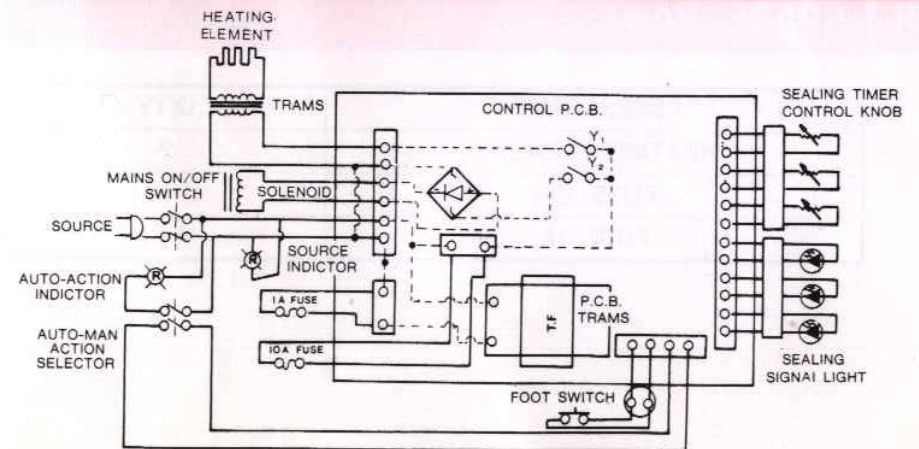 HEATING
ELEMENT
TRAMS
CONTROL P.C.B.
SEALING TIMER
CONTROL KNOB
Y1
Y2
MAINS ON/OFF
SWITCH
SOLENOID
SOURCE
SOURCE
INDICTOR
R
R
AUTO-ACTION
INDICTOR
1A FUSE
P.C.B.
TRAMS
T.F
AUTO-MAN
ACTION
SELECTOR
10A FUSE
SEALING
SIGNAl LIGHT
FOOT SWITCH